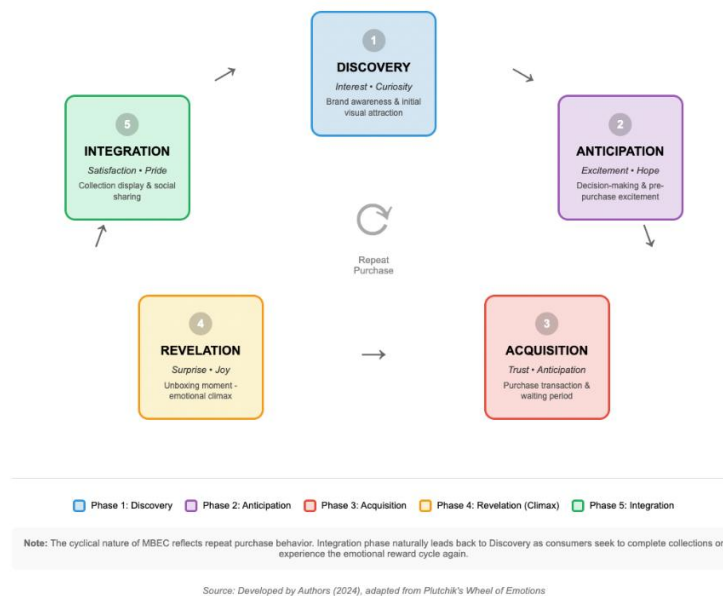 1
DISCOVERY
Interest • Curiosity
Brand awareness & initial
visual attraction
2
ANTICIPATION
Excitement • Hope
Decision-making & pre-
purchase excitement
3
ACQUISITION
Trust • Anticipation
Purchase transaction &
waiting period
4
REVELATION
Surprise • Joy
Unboxing moment -
emotional climax
5
INTEGRATION
Satisfaction • Pride
Collection display & social
sharing
Repeat
Purchase
Phase 1: Discovery Phase 2: Anticipation Phase 3: Acquisition Phase 4: Revelation (Climax) Phase 5: Integration
Note: The cyclical nature of MBEC reflects repeat purchase behavior. Integration phase naturally leads back to Discovery as consumers seek to complete collections or
experience the emotional reward cycle again.
Source: Developed by Authors (2024), adapted from Plutchik's Wheel of Emotions